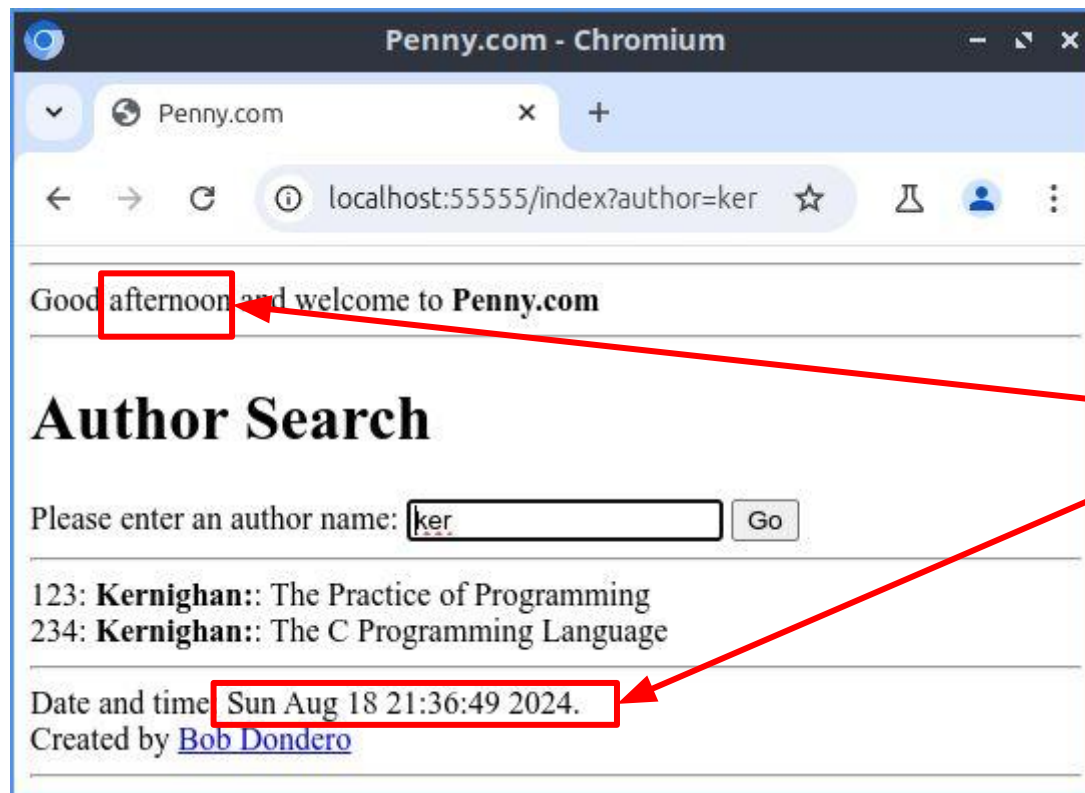 Penny.com - Chromium
Penny.com
localhost:55555/index?author=ker
Good afternoon and welcome to Penny.com
Author Search
Please enter an author name: ker Go
123: Kernighan:: The Practice of Programming
234: Kernighan:: The C Programming Language
Date and time: Sun Aug 18 21:36:49 2024.
Created by Bob Dondero